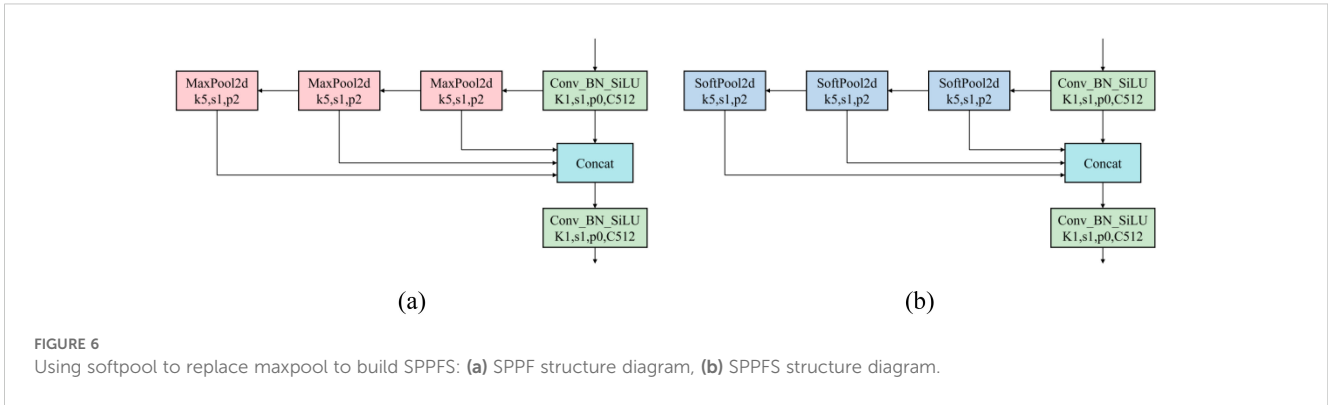 MaxPool2d
k5,s1,p2
MaxPool2d
k5,s1,p2
MaxPool2d
k5,s1,p2
Conv_BN_SiLU
K1,s1,p0,C512
Concat
Conv_BN_SiLU
K1,s1,p0,C512
(a)
SoftPool2d
k5,s1,p2
SoftPool2d
k5,s1,p2
SoftPool2d
k5,s1,p2
Conv_BN_SiLU
K1,s1,p0,C512
Concat
Conv_BN_SiLU
K1,s1,p0,C512
(b)
FIGURE 6
Using softpool to replace maxpool to build SPPFS: (a) SPPF structure diagram, (b) SPPFS structure diagram.